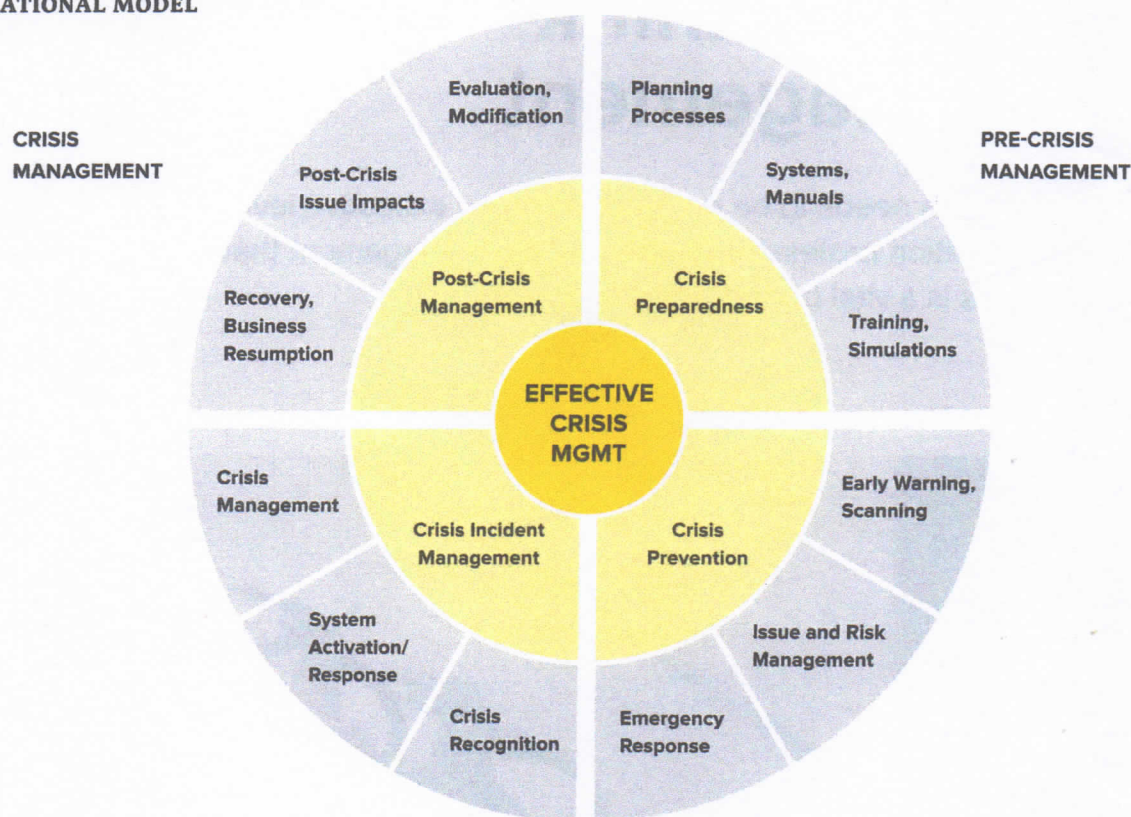 ATIONAL MODEL
CRISIS
MANAGEMENT
PRE-CRISIS
MANAGEMENT
Evaluation,
Modification
Planning
Processes
Post-Crisis
Issue Impacts
Systems,
Manuals
Recovery,
Business
Resumption
Training,
Simulations
Post-Crisis
Management
Crisis
Preparedness
EFFECTIVE
CRISIS
MGMT
Crisis Incident
Management
Crisis
Prevention
Crisis
Management
Early Warning,
Scanning
System
Activation/
Response
Issue and Risk
Management
Crisis
Recognition
Emergency
Response